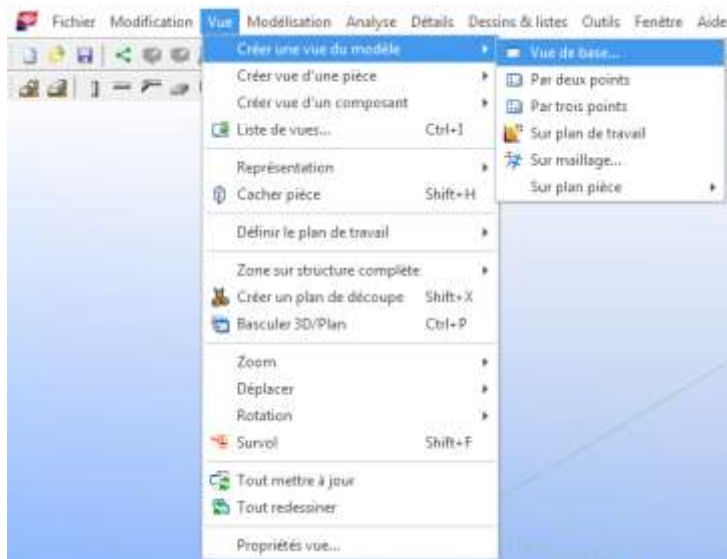 Fichier Modification Vue Modélisation Analyse Détails Dessins & listes Outils Fenêtre Aide
Créer une vue du modèle
Créer vue d'une pièce
Créer vue d'un composant
Liste de vues... Ctrl+I
Représentation
Cacher pièce Shift+H
Définir le plan de travail
Zone sur structure complète
Créer un plan de découpe Shift+X
Basculer 3D/Plan Ctrl+P
Zoom
Déplacer
Rotation
Survol Shift+F
Tout mettre à jour
Tout redessiner
Propriétés vue...
Vue de base...
Par deux points
Par trois points
Sur plan de travail
Sur maillage...
Sur plan pièce